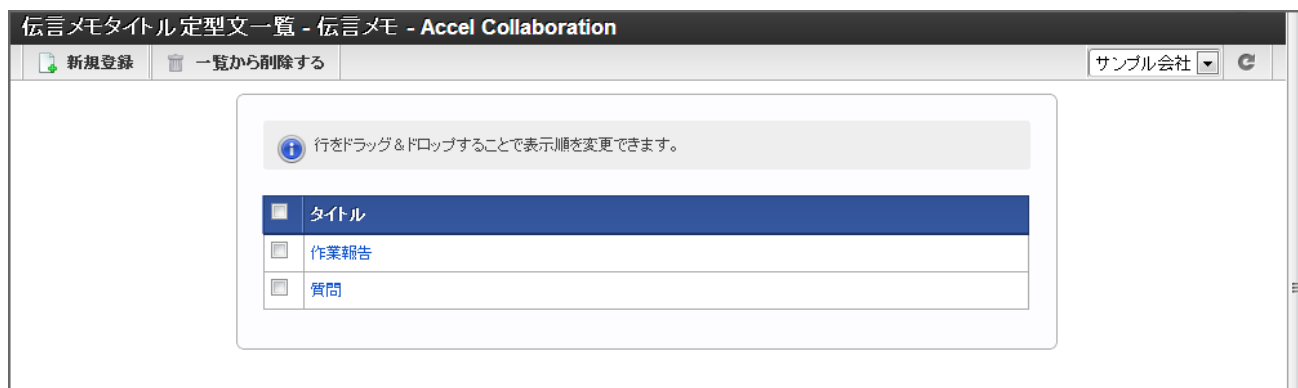 伝言メモタイトル定型文一覧 - 伝言メモ - Accel Collaboration
新規登録 一覧から削除する サンプル会社
行をドラッグ＆ドロップすることで表示順を変更できます。
タイトル
作業報告
質問